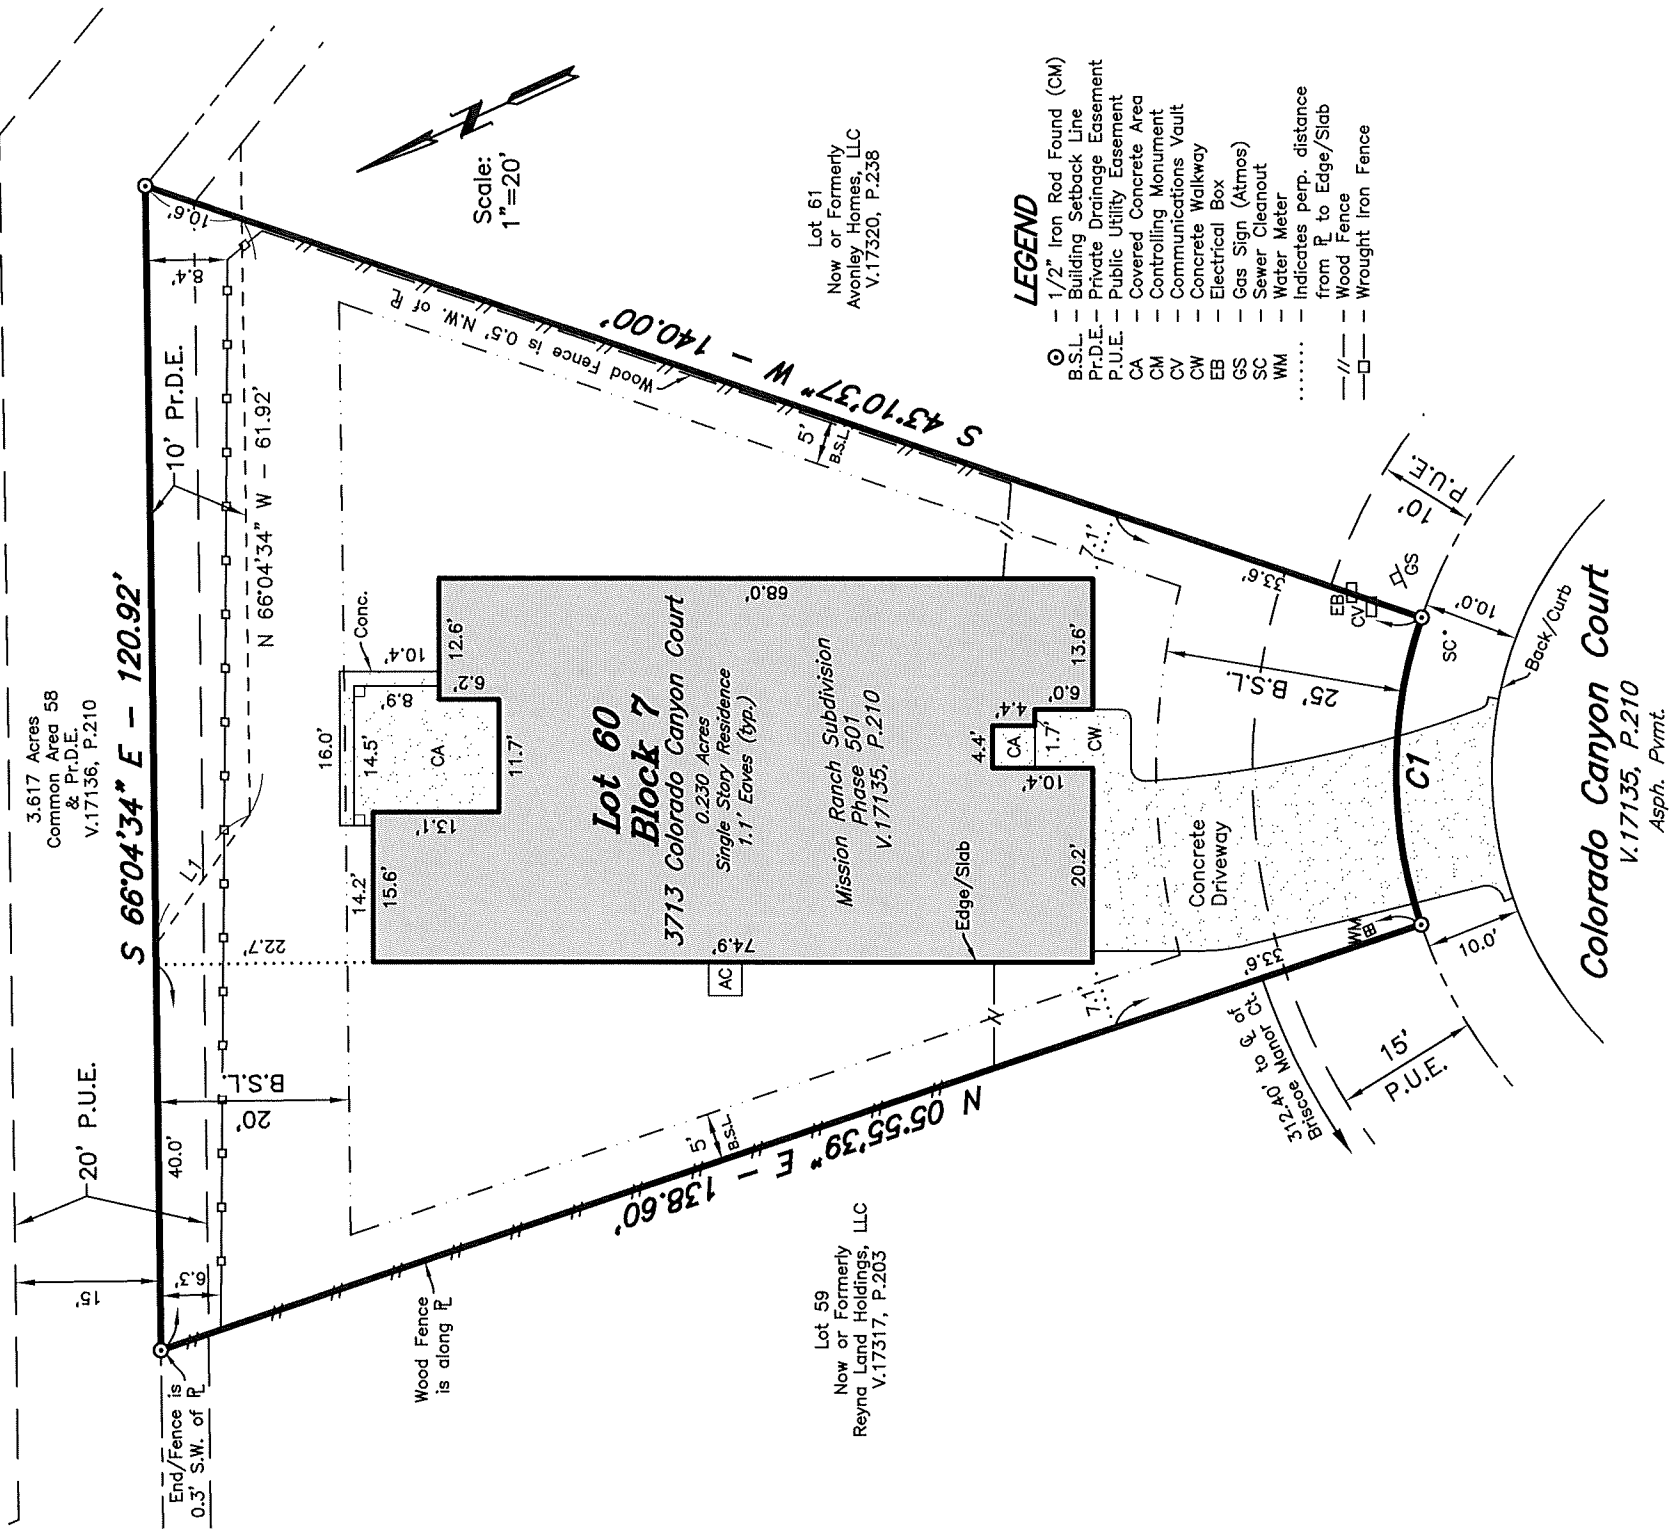 3.617 Acres
Common Area 58
& Pr.D.E.
V.17136, P.210
S 66°04'34" E - 120.92'
20' P.U.E.
15'
10' Pr.D.E.
N 66°04'34" W - 61.92'
10.6'
8.4'
Scale:
1"=20'
N
End/Fence is
0.3' S.W. of PL
6.3'
40.0'
20'
B.S.L.
22.7'
L1
Wood Fence
is along PL
Wood Fence is 0.5' N.W. of PL
S 43°10'37" W - 140.00'
N 05°55'39" E - 138.60'
5'
B.S.L.
5'
B.S.L.
Lot 61
Now or Formerly
Avonley Homes, LLC
V.17320, P.238
Lot 59
Now or Formerly
Reyna Land Holdings, LLC
V.17317, P.203
Conc.
16.0'
10.4'
14.5'
8.9'
CA
14.2'
15.6'
13.1'
11.7'
6.2'
12.6'
68.0'
74.9'
AC
Lot 60
Block 7
3713 Colorado Canyon Court
0.230 Acres
Single Story Residence
1.1' Eaves (typ.)
Mission Ranch Subdivision
Phase 501
V.17135, P.210
Edge/Slab
20.2'
10.4'
4.4'
CA
4.4'
1.7'
6.0'
13.6'
CW
7.1'
7.1'
33.6'
33.6'
Concrete
Driveway
25'
B.S.L.
WM
EB
EB
CV
GS
SC
C1
10.0'
10.0'
10'
P.U.E.
15'
P.U.E.
312.40' to CL of
Briscoe Manor Ct.
Back/Curb
Colorado Canyon Court
V.17135, P.210
Asph. Pvmt.
LEGEND
- 1/2" Iron Rod Found (CM)
B.S.L. - Building Setback Line
Pr.D.E. - Private Drainage Easement
P.U.E. - Public Utility Easement
CA - Covered Concrete Area
CM - Controlling Monument
CV - Communications Vault
CW - Concrete Walkway
EB - Electrical Box
GS - Gas Sign (Atmos)
SC - Sewer Cleanout
WM - Water Meter
...... - Indicates perp. distance
from PL to Edge/Slab
—//— - Wood Fence
—□— - Wrought Iron Fence